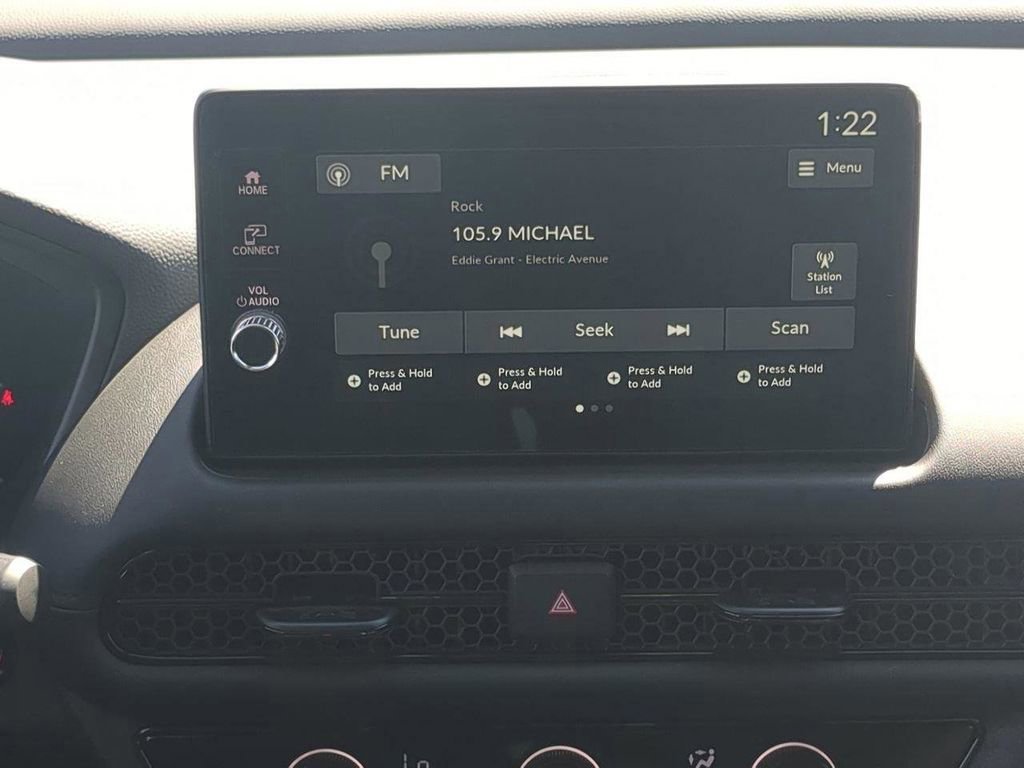 1:22
HOME
FM
Menu
Rock
105.9 MICHAEL
Eddie Grant - Electric Avenue
CONNECT
Station
List
VOL
AUDIO
Tune
Seek
Scan
Press & Hold
to Add
Press & Hold
to Add
Press & Hold
to Add
Press & Hold
to Add